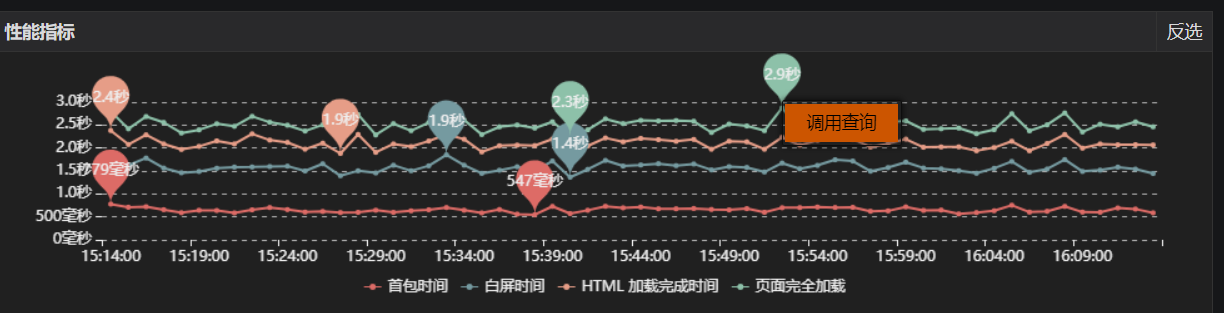 性能指标
反选
2.9秒
2.4秒
2.3秒
3.0秒
1.9秒
1.9秒
2.5秒
调用查询
1.4秒
2.0秒
1.5秒
79毫秒
547毫秒
1.0秒
500毫秒
0毫秒
15:14:00 15:19:00 15:24:00 15:29:00 15:34:00 15:39:00 15:44:00 15:49:00 15:54:00 15:59:00 16:04:00 16:09:00
首包时间 白屏时间 HTML 加载完成时间 页面完全加载